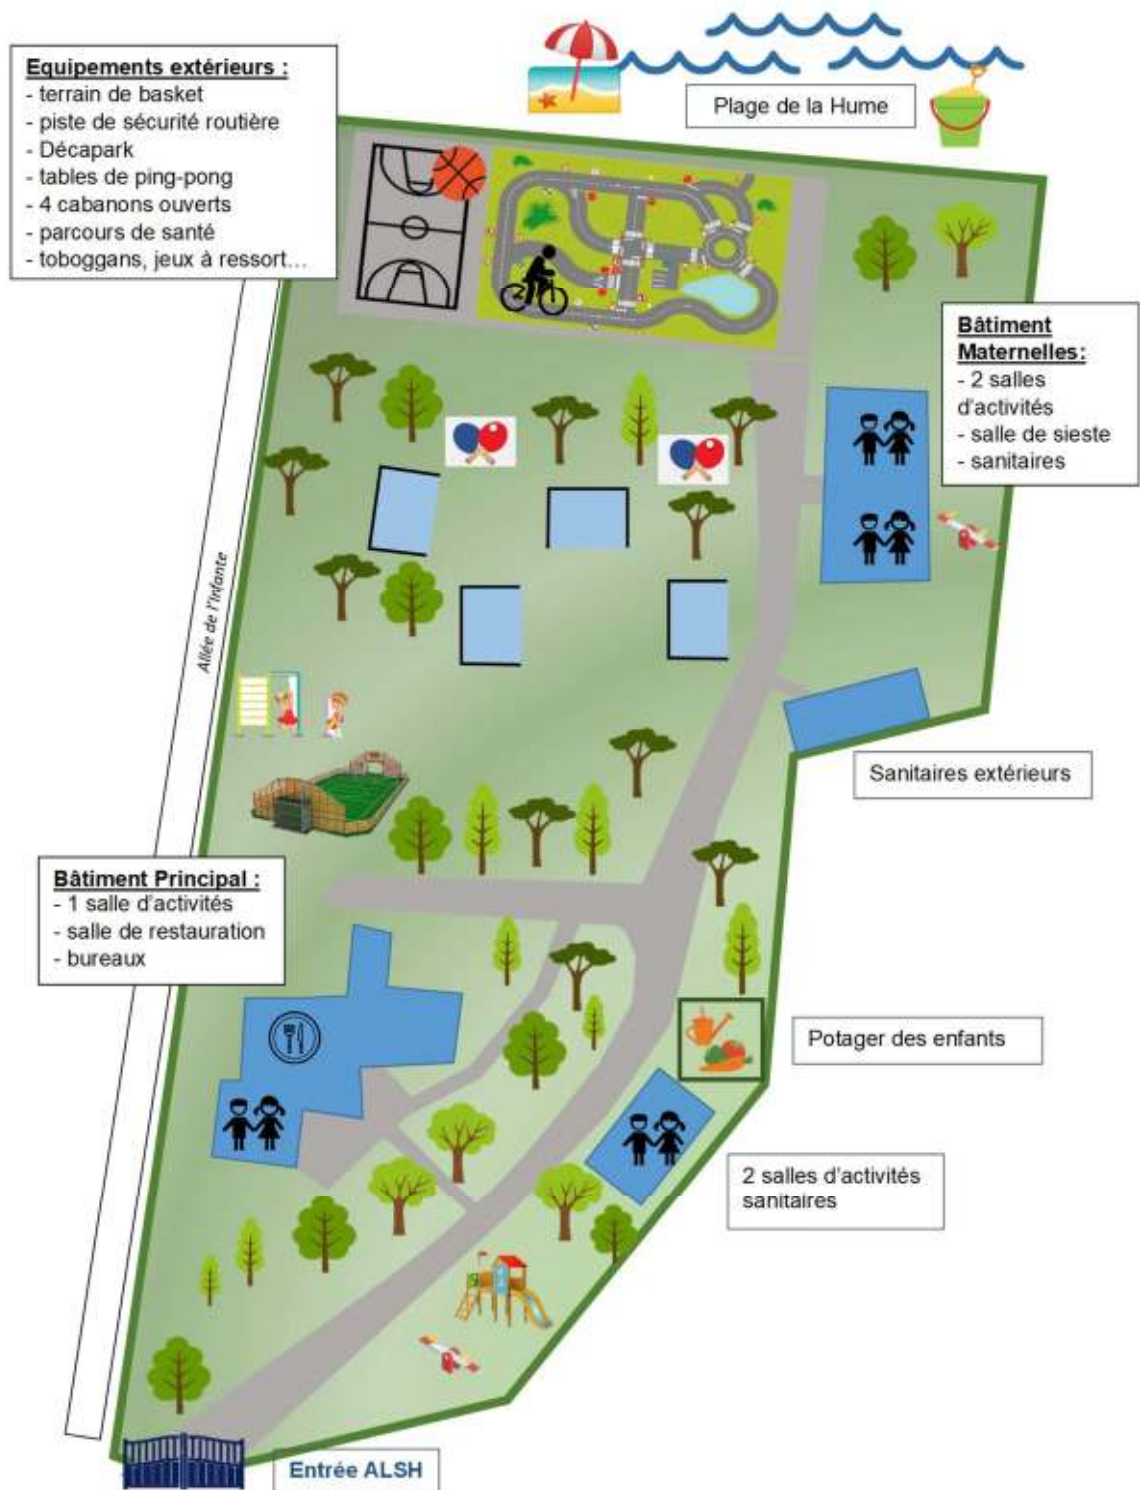 Equipements extérieurs :
- terrain de basket
- piste de sécurité routière
- Décapark
- tables de ping-pong
- 4 cabanons ouverts
- parcours de santé
- toboggans, jeux à ressort…
Plage de la Hume
Bâtiment
Maternelles:
- 2 salles
d'activités
- salle de sieste
- sanitaires
Allée de l'Infante
Sanitaires extérieurs
Bâtiment Principal :
- 1 salle d'activités
- salle de restauration
- bureaux
Potager des enfants
2 salles d'activités
sanitaires
Entrée ALSH